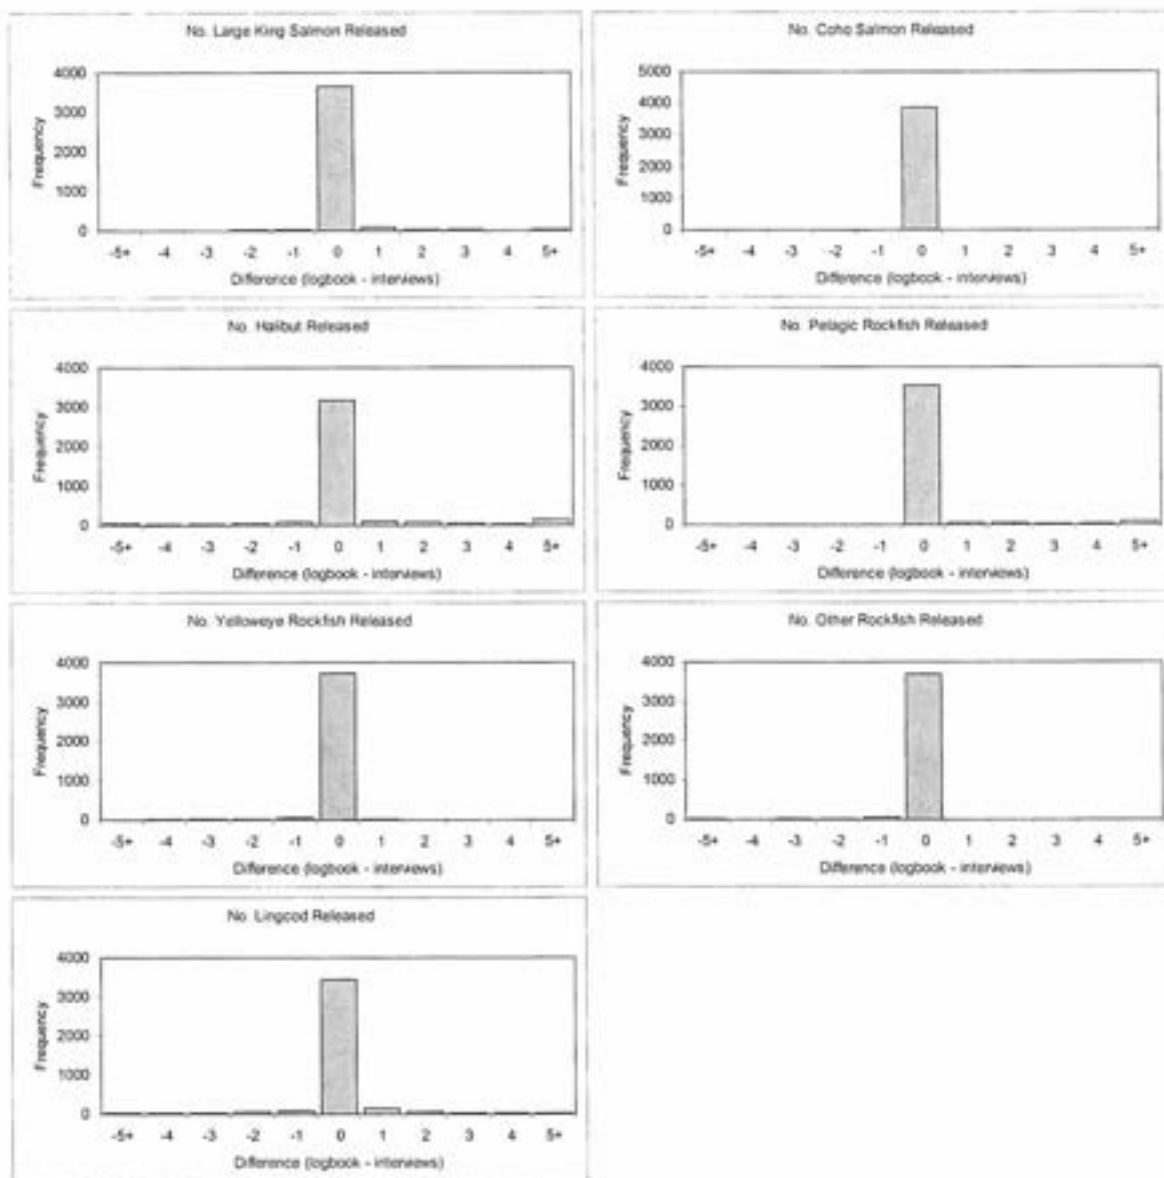 No. Large King Salmon Released
Frequency
4000
3000
2000
1000
0
-5+ -4 -3 -2 -1 0 1 2 3 4 5+
Difference (logbook - interviews)
No. Coho Salmon Released
Frequency
5000
4000
3000
2000
1000
0
-5+ -4 -3 -2 -1 0 1 2 3 4 5+
Difference (logbook - interviews)
No. Halibut Released
Frequency
4000
3000
2000
1000
0
-5+ -4 -3 -2 -1 0 1 2 3 4 5+
Difference (logbook - interviews)
No. Pelagic Rockfish Released
Frequency
4000
3000
2000
1000
0
-5+ -4 -3 -2 -1 0 1 2 3 4 5+
Difference (logbook - interviews)
No. Yelloweye Rockfish Released
Frequency
4000
3000
2000
1000
0
-5+ -4 -3 -2 -1 0 1 2 3 4 5+
Difference (logbook - interviews)
No. Other Rockfish Released
Frequency
4000
3000
2000
1000
0
-5+ -4 -3 -2 -1 0 1 2 3 4 5+
Difference (logbook - interviews)
No. Lingcod Released
Frequency
4000
3000
2000
1000
0
-5+ -4 -3 -2 -1 0 1 2 3 4 5+
Difference (logbook - interviews)